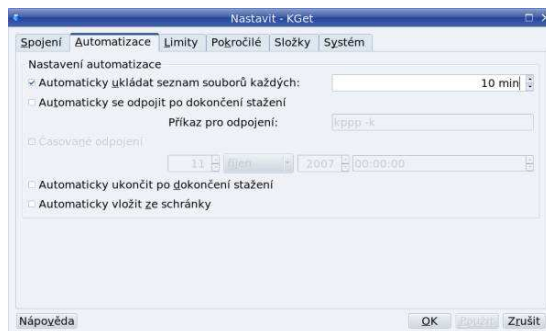 Nastavit - KGet
Spojení Automatizace Limity Pokročilé Složky Systém
Nastavení automatizace
Automaticky ukládat seznam souborů každých: 10 min
Automaticky se odpojit po dokončení stažení
Příkaz pro odpojení: kppp -k
Časované odpojení
11 říjen 2007 00:00:00
Automaticky ukončit po dokončení stažení
Automaticky vložit ze schránky
Nápověda OK Použít Zrušit